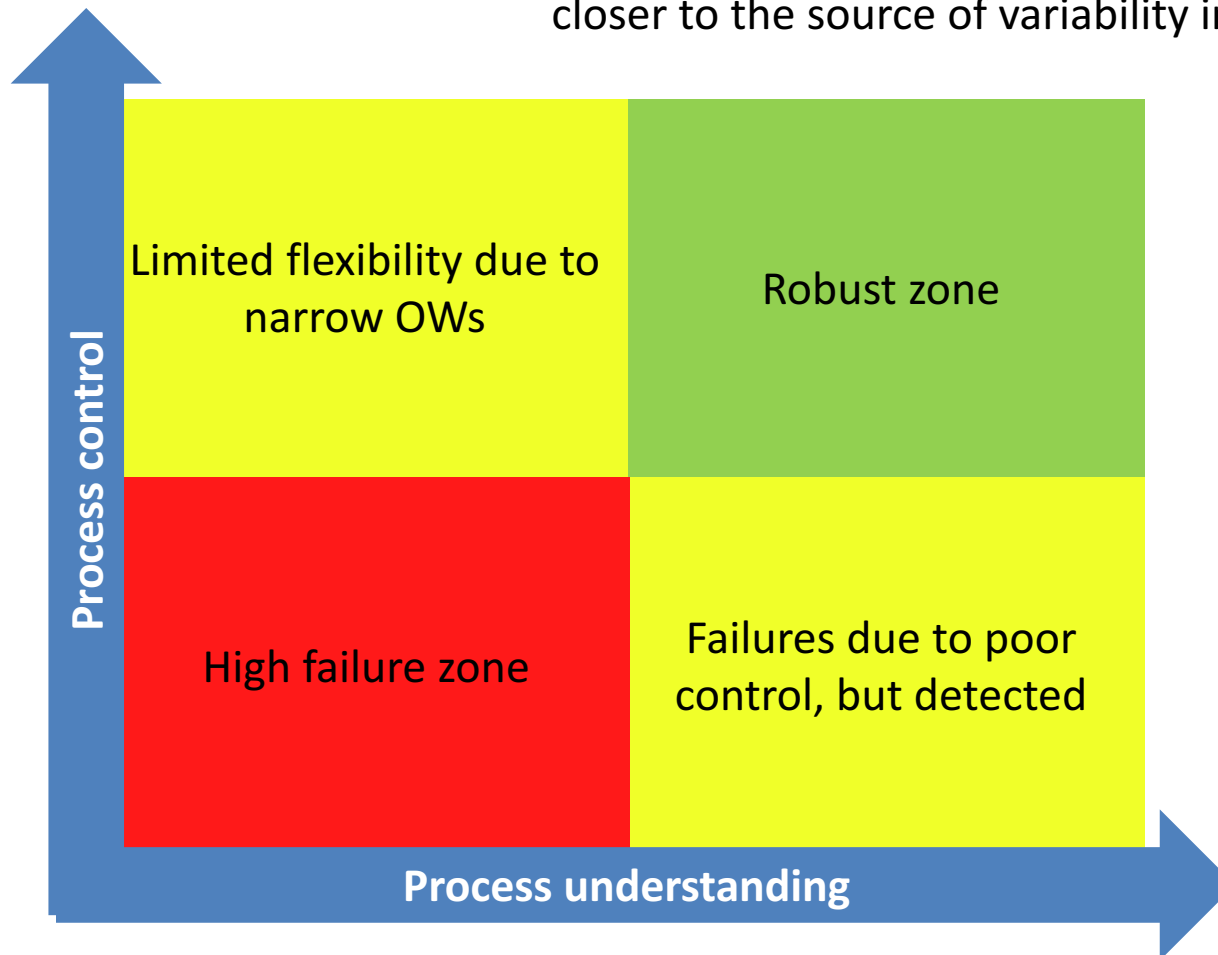 closer to the source of variability
Limited flexibility due to
narrow OWs
Robust zone
Process control
High failure zone
Failures due to poor
control, but detected
Process understanding